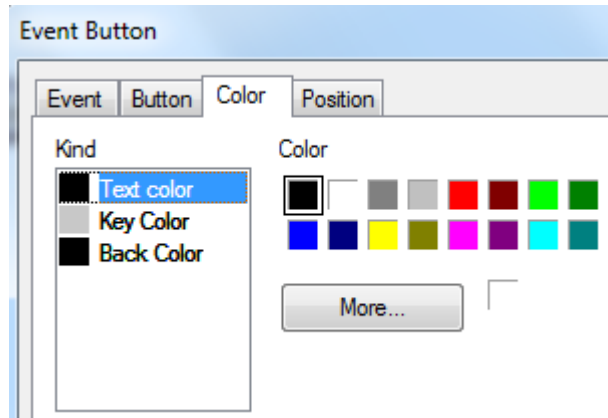 Event Button
Event Button Color Position
Kind Color
Text color
Key Color
Back Color
More...